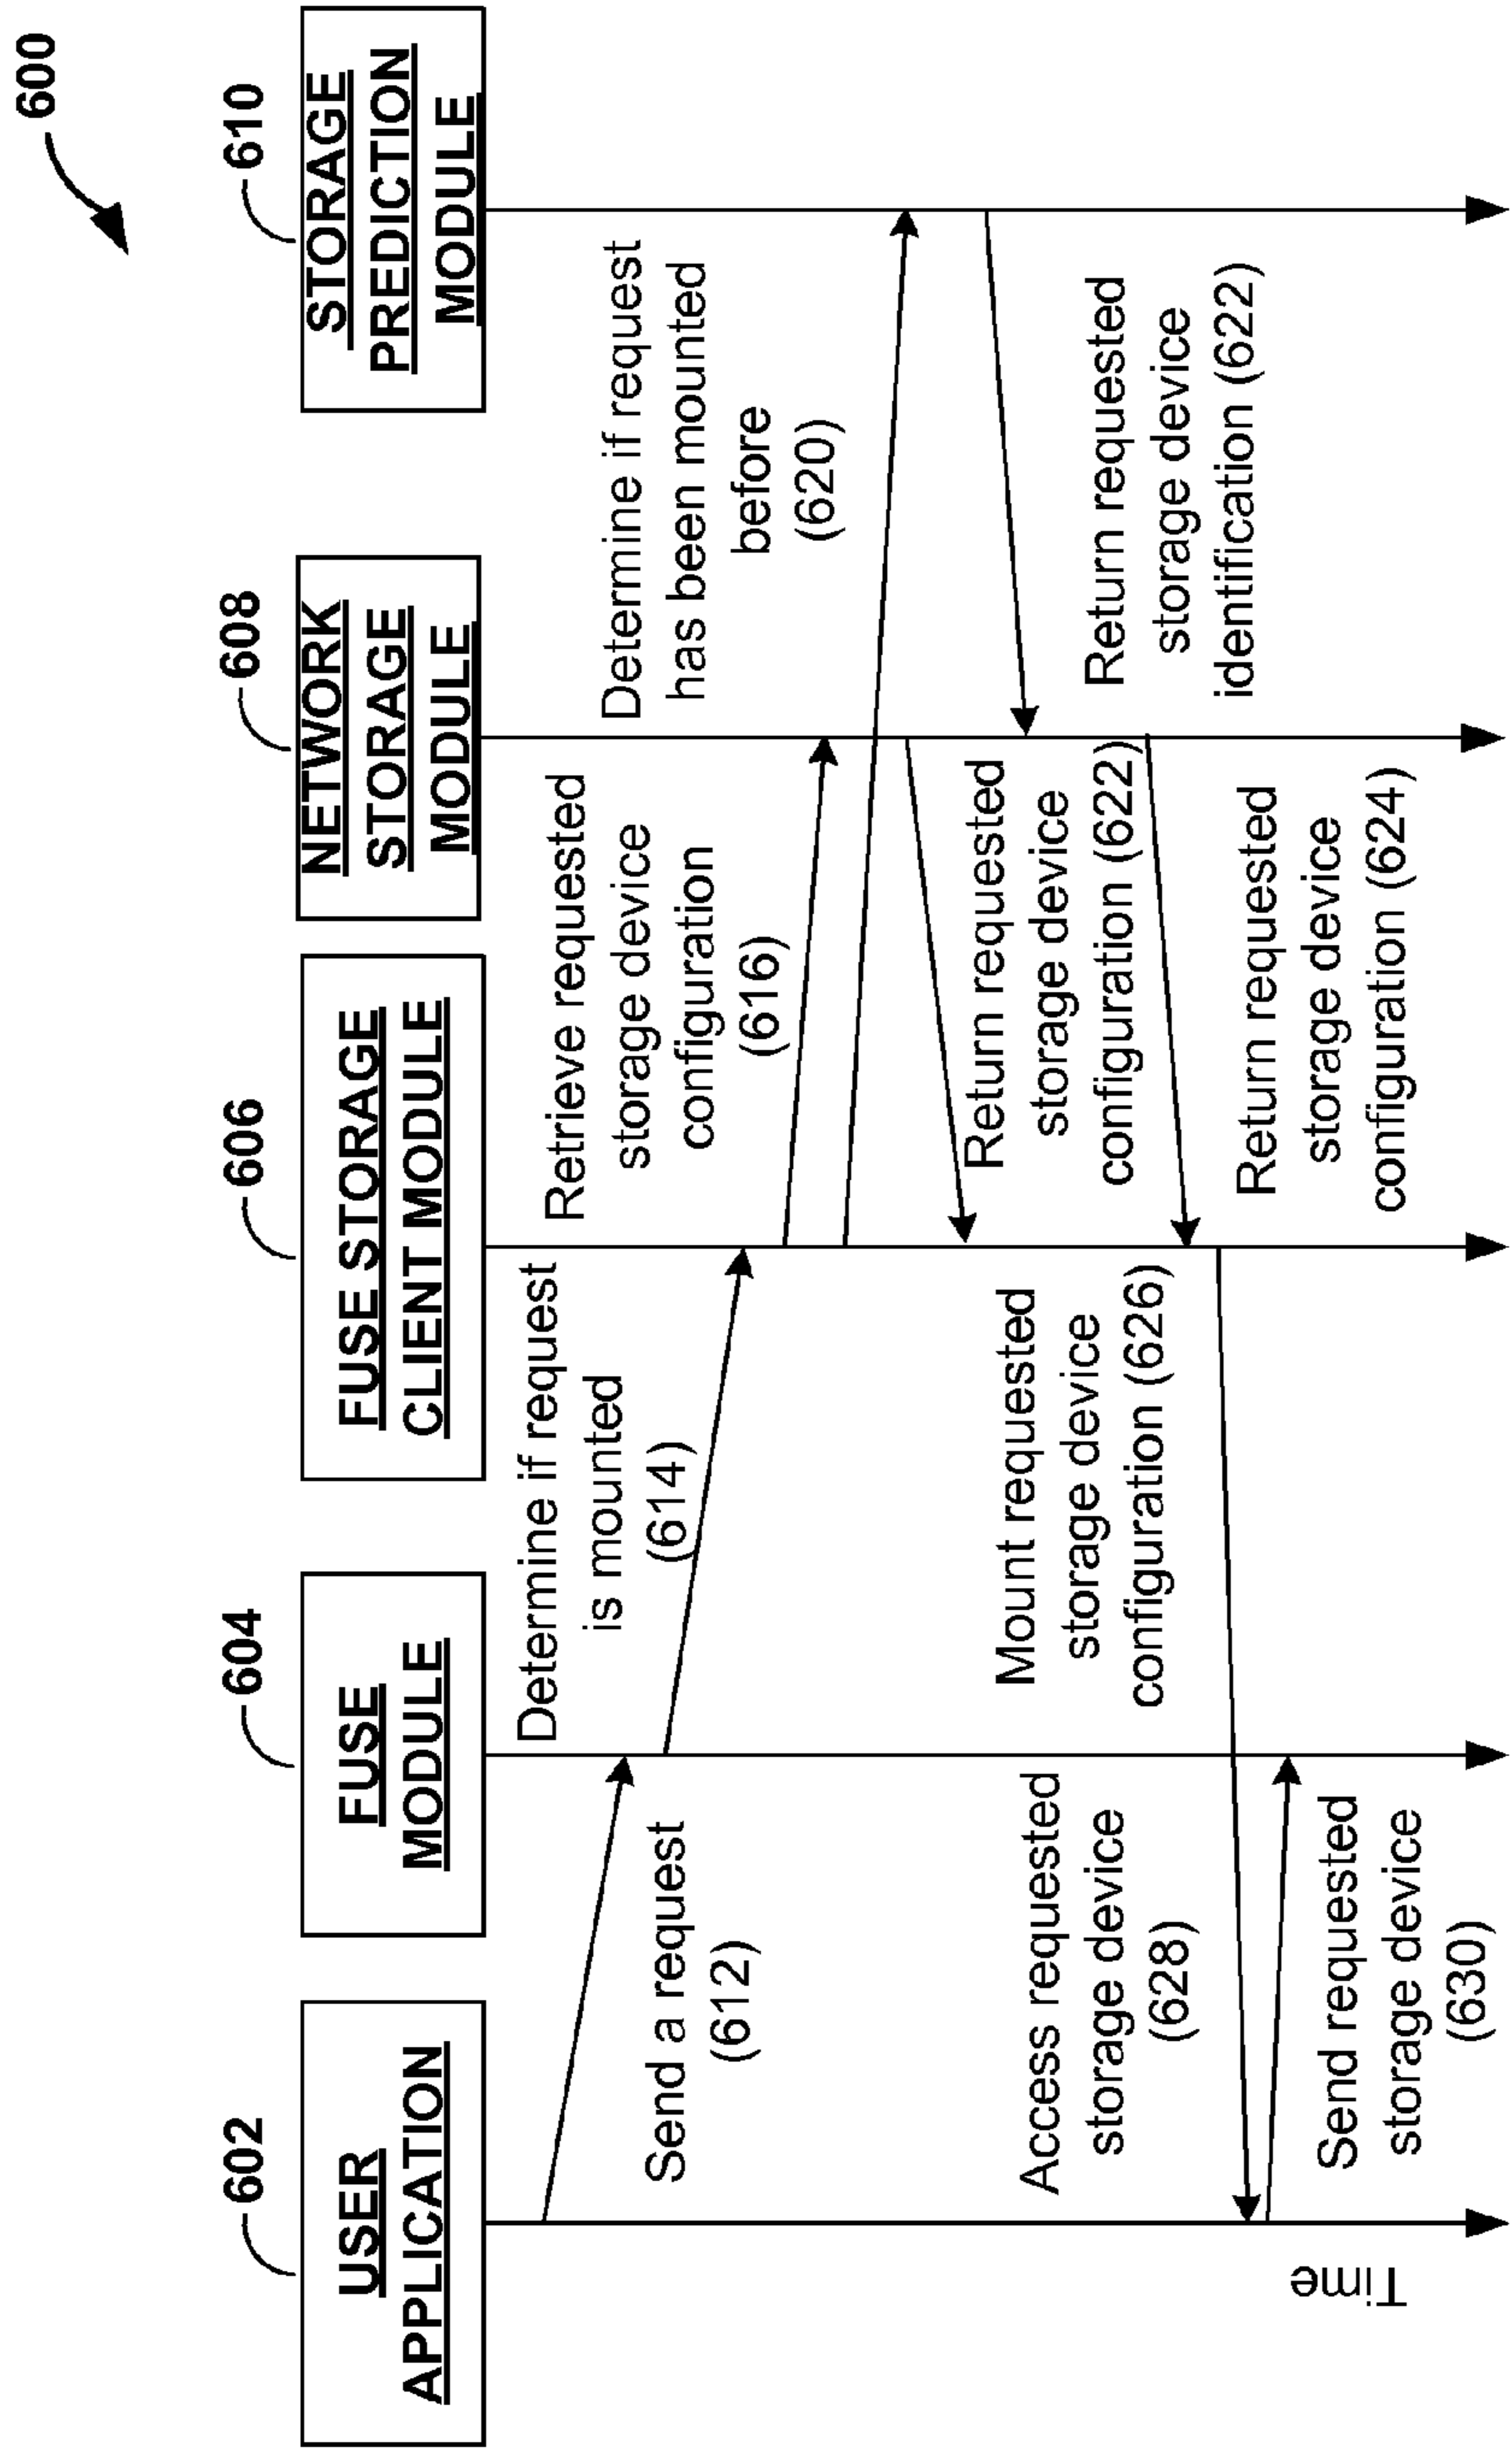 600
602
USER
APPLICATION
604
FUSE
MODULE
606
FUSE STORAGE
CLIENT MODULE
608
NETWORK
STORAGE
MODULE
610
STORAGE
PREDICTION
MODULE
Send a request
(612)
Determine if request
is mounted
(614)
Retrieve requested
storage device
configuration
(616)
Determine if request
has been mounted
before
(620)
Return requested
storage device
configuration (622)
Return requested
storage device
identification (622)
Return requested
storage device
configuration (624)
Mount requested
storage device
configuration (626)
Access requested
storage device
(628)
Send requested
storage device
(630)
Time